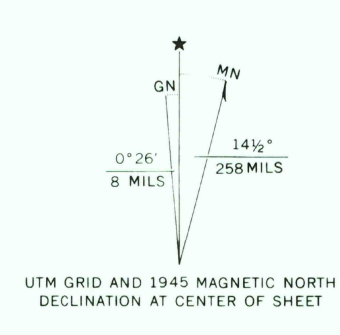 ★
GN
MN
0°26'
8 MILS
14½°
258 MILS
UTM GRID AND 1945 MAGNETIC NORTH
DECLINATION AT CENTER OF SHEET